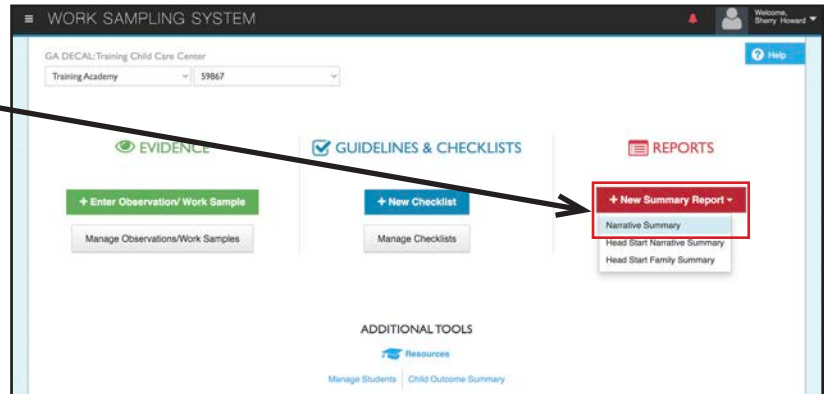 ≡ WORK SAMPLING SYSTEM
Welcome,
Sherry Howard
GA DECAL: Training Child Care Center
? Help
Training Academy
59867
EVIDENCE
GUIDELINES & CHECKLISTS
REPORTS
+ Enter Observation/ Work Sample
+ New Checklist
+ New Summary Report
Manage Observations/Work Samples
Manage Checklists
Narrative Summary
Head Start Narrative Summary
Head Start Family Summary
ADDITIONAL TOOLS
Resources
Manage Students | Child Outcome Summary